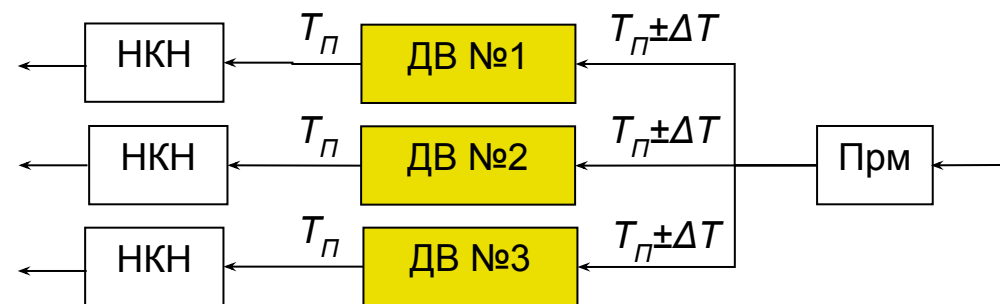 НКН T_П ДВ №1 T_П±ΔT
НКН T_П ДВ №2 T_П±ΔT Прм
НКН T_П ДВ №3 T_П±ΔT